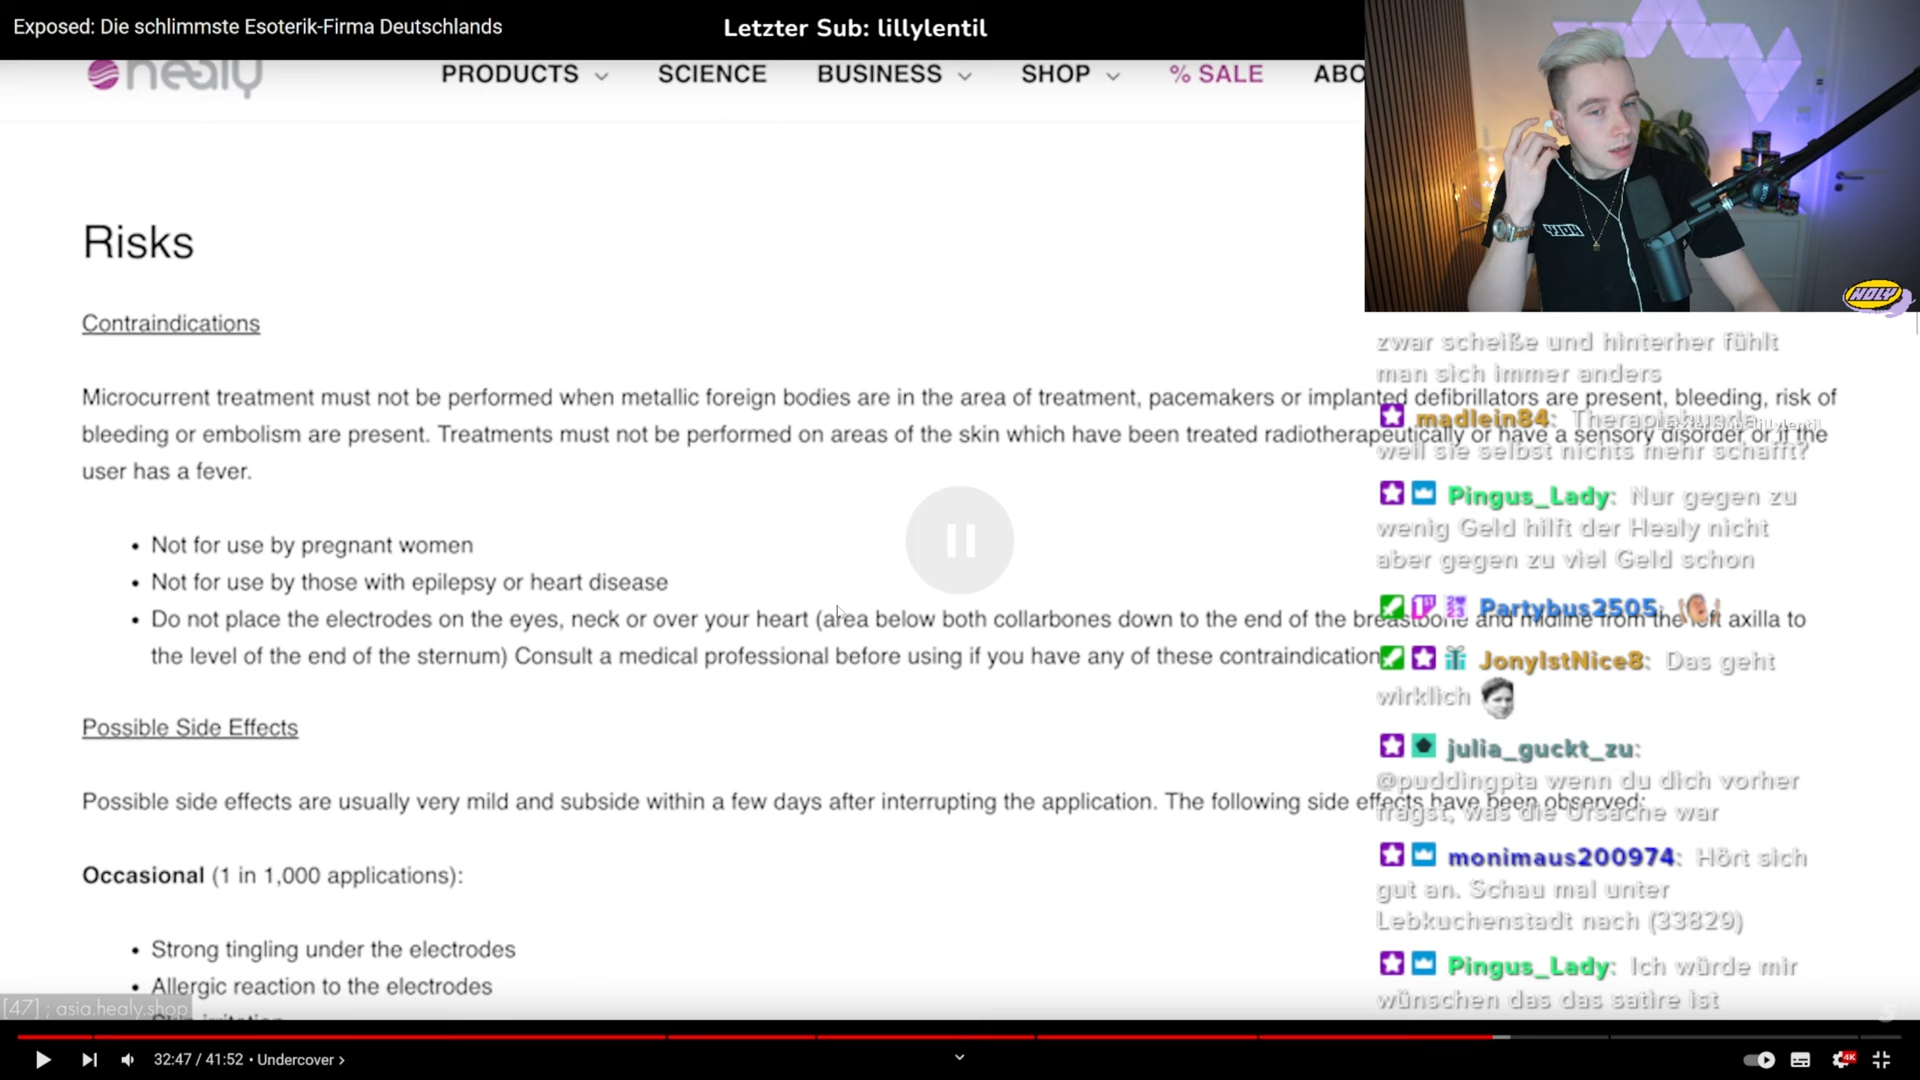 Exposed: Die schlimmste Esoterik-Firma Deutschlands
Letzter Sub: lillylentil
healy
PRODUCTS
SCIENCE
BUSINESS
SHOP
% SALE
ABO
HOLY
Risks
Contraindications
Microcurrent treatment must not be performed when metallic foreign bodies are in the area of treatment, pacemakers or implanted defibrillators are present, bleeding, risk of
bleeding or embolism are present. Treatments must not be performed on areas of the skin which have been treated radiotherapeutically or have a sensory disorder or if the
user has a fever.
• Not for use by pregnant women
• Not for use by those with epilepsy or heart disease
• Do not place the electrodes on the eyes, neck or over your heart (area below both collarbones down to the end of the breastbone and midline from the left axilla to
the level of the end of the sternum) Consult a medical professional before using if you have any of these contraindication
Possible Side Effects
Possible side effects are usually very mild and subside within a few days after interrupting the application. The following side effects have been observed:
Occasional (1 in 1,000 applications):
• Strong tingling under the electrodes
• Allergic reaction to the electrodes
zwar scheiße und hinterher fühlt
man sich immer anders
madlein84: Therapiehunde
weil sie selbst nichts mehr schafft?
Pingus_Lady: Nur gegen zu
wenig Geld hilft der Healy nicht
aber gegen zu viel Geld schon
Partybus2505:
JonyIstNice8: Das geht
wirklich
julia_guckt_zu:
@puddingpta wenn du dich vorher
fragst, was die Ursache war
monimaus200974: Hört sich
gut an. Schau mal unter
Lebkuchenstadt nach (33829)
Pingus_Lady: Ich würde mir
wünschen das das satire ist
[47] ; asia.healy.shop
32:47 / 41:52 • Undercover ›
4K